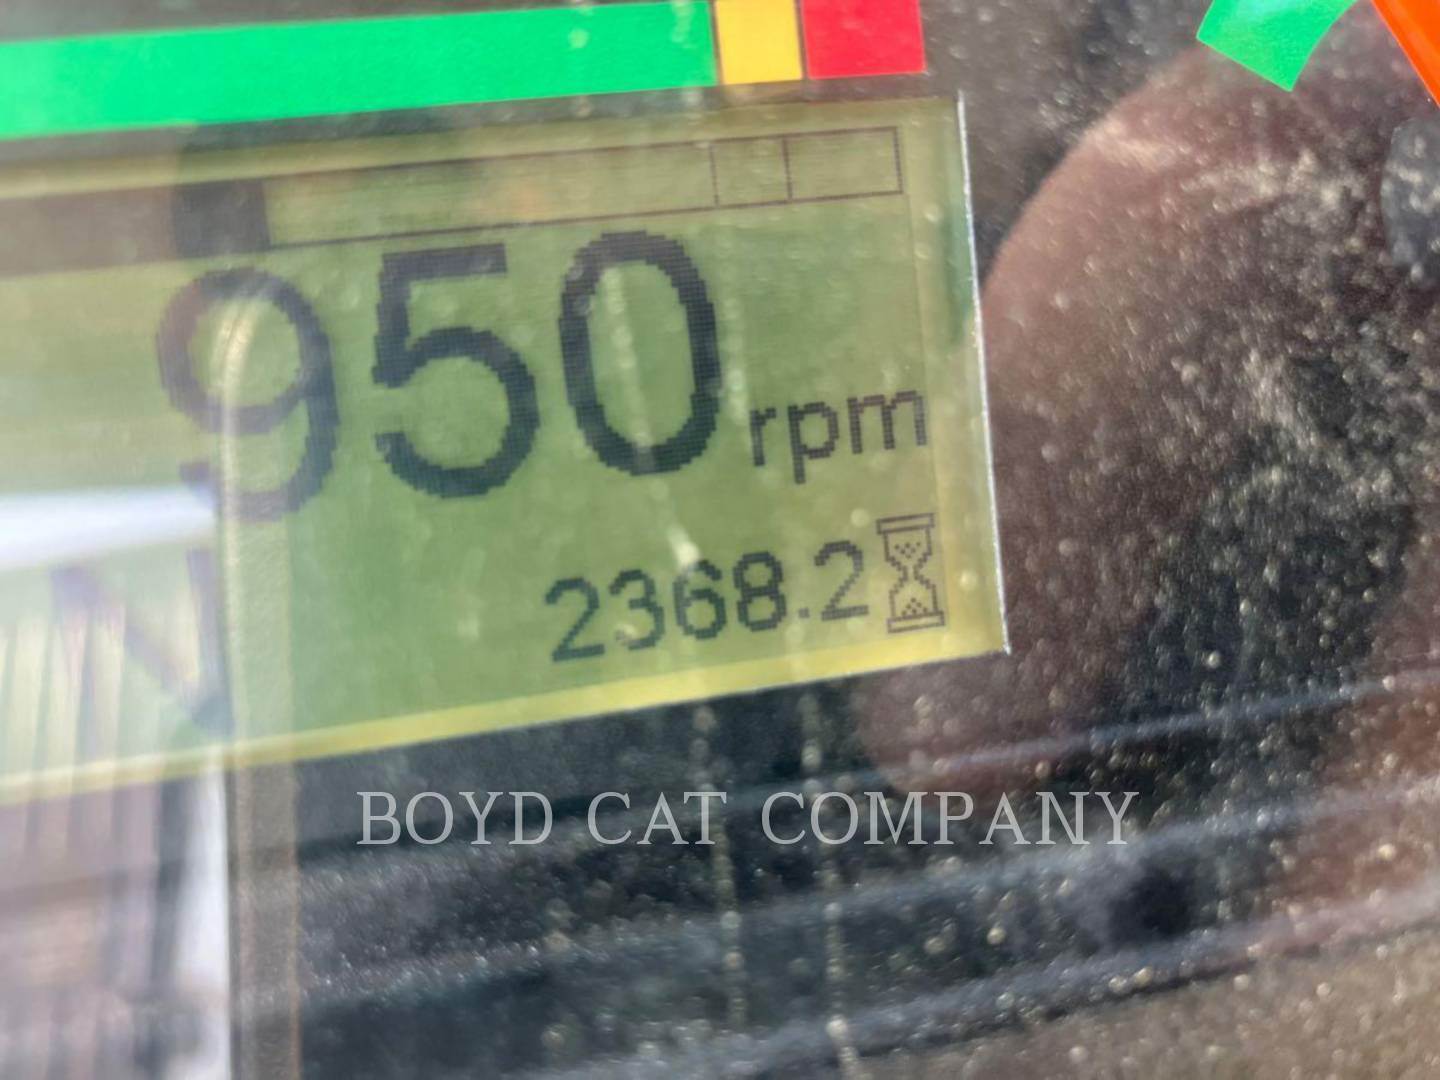 950 rpm
2368.2
BOYD CAT COMPANY